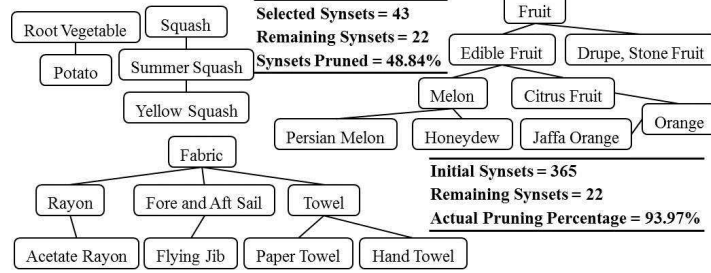 Root Vegetable
Potato
Squash
Summer Squash
Yellow Squash
Selected Synsets = 43
Remaining Synsets = 22
Synsets Pruned = 48.84%
Fruit
Edible Fruit
Drupe, Stone Fruit
Melon
Citrus Fruit
Orange
Persian Melon
Honeydew
Jaffa Orange
Fabric
Rayon
Fore and Aft Sail
Towel
Acetate Rayon
Flying Jib
Paper Towel
Hand Towel
Initial Synsets = 365
Remaining Synsets = 22
Actual Pruning Percentage = 93.97%